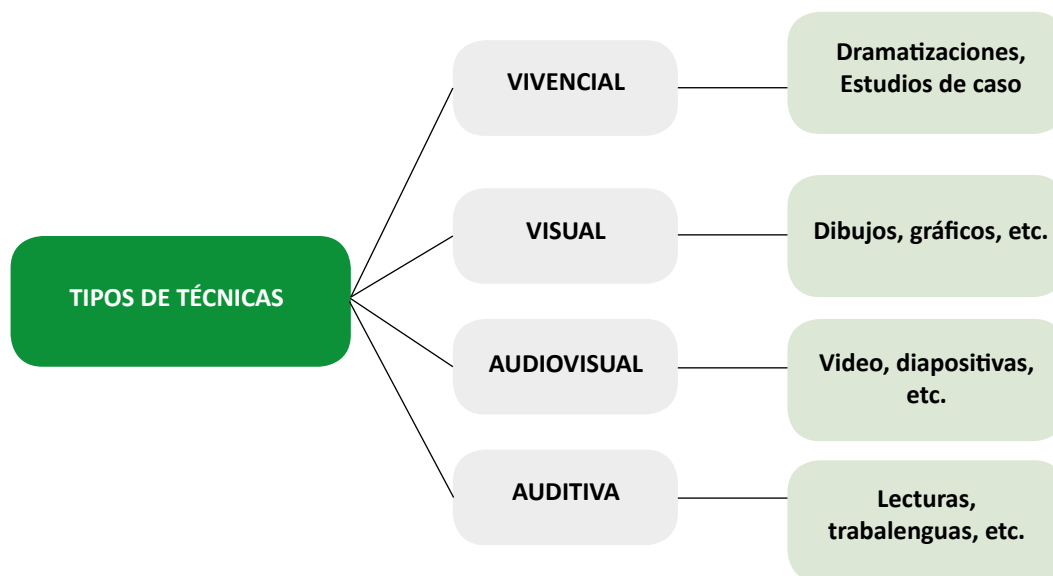 TIPOS DE TÉCNICAS
VIVENCIAL
Dramatizaciones,
Estudios de caso
VISUAL
Dibujos, gráficos, etc.
AUDIOVISUAL
Video, diapositivas,
etc.
AUDITIVA
Lecturas,
trabalenguas, etc.